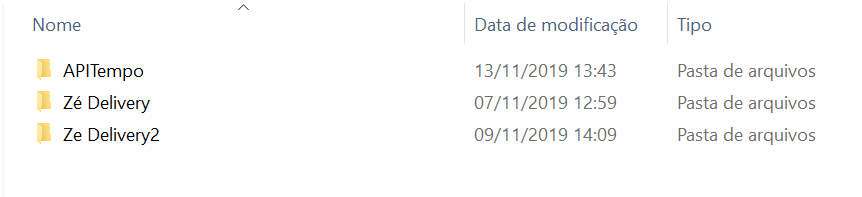 Nome Data de modificação Tipo
APITempo 13/11/2019 13:43 Pasta de arquivos
Zé Delivery 07/11/2019 12:59 Pasta de arquivos
Ze Delivery2 09/11/2019 14:09 Pasta de arquivos